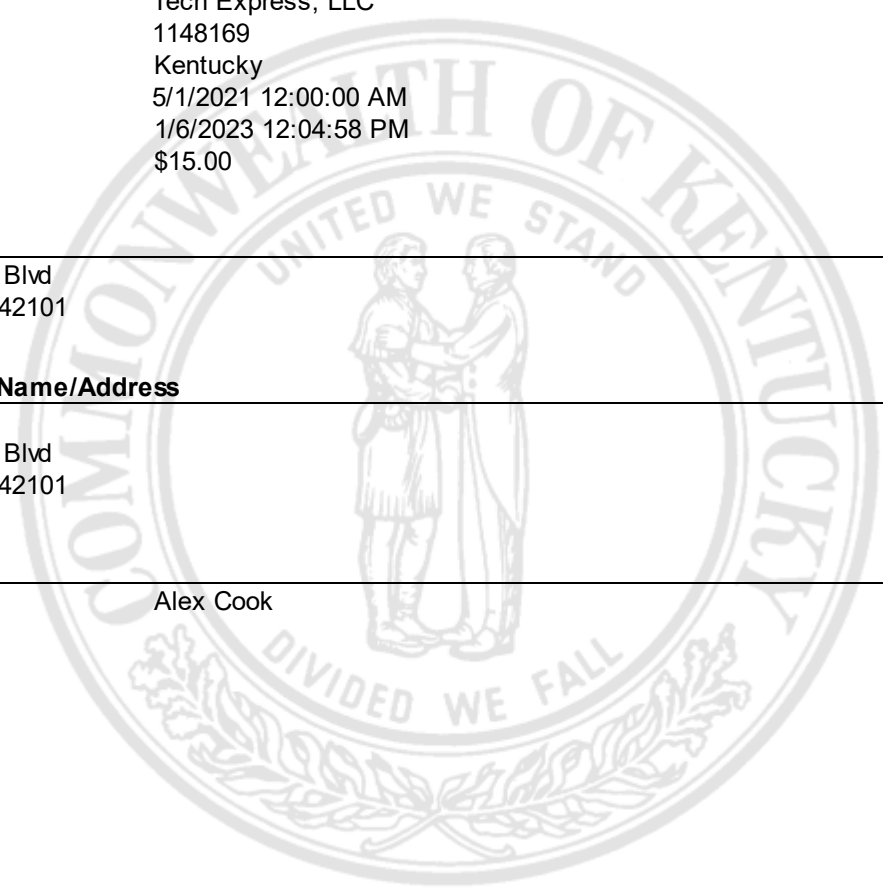 Tech Express, LLC
1148169
Kentucky
5/1/2021 12:00:00 AM
1/6/2023 12:04:58 PM
$15.00
Blvd
42101
Name/Address
Blvd
42101
Alex Cook
COMMONWEALTH OF KENTUCKY
UNITED WE STAND
DIVIDED WE FALL